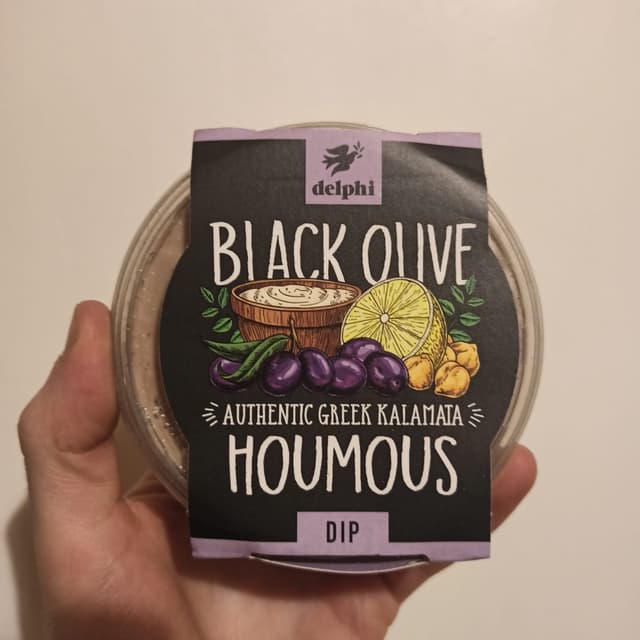 delphi
BLACK OLIVE
AUTHENTIC GREEK KALAMATA
HOUMOUS
DIP